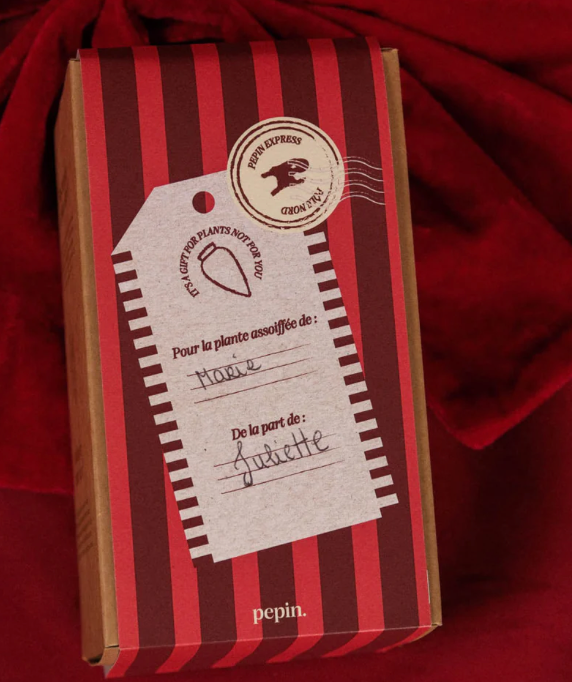 PEPIN EXPRESS
PÔLE NORD
IT'S A GIFT FOR PLANTS NOT FOR YOU
Pour la plante assoiffée de :
Marie
De la part de :
Juliette
pepin.